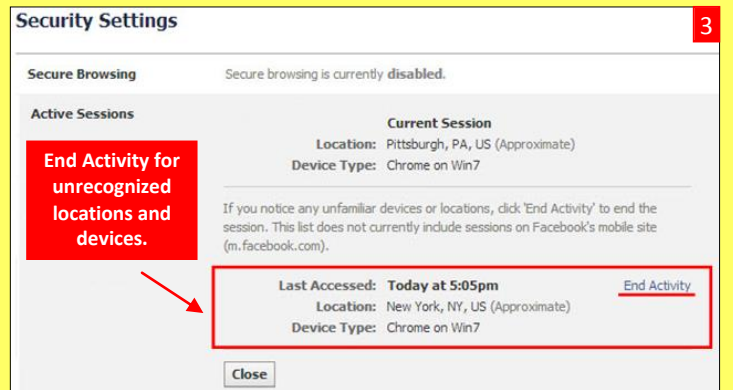 Security Settings
3
Secure Browsing Secure browsing is currently disabled.
Active Sessions
Current Session
Location: Pittsburgh, PA, US (Approximate)
Device Type: Chrome on Win7
End Activity for
unrecognized
locations and
devices.
If you notice any unfamiliar devices or locations, click 'End Activity' to end the
session. This list does not currently include sessions on Facebook's mobile site
(m.facebook.com).
Last Accessed: Today at 5:05pm End Activity
Location: New York, NY, US (Approximate)
Device Type: Chrome on Win7
Close